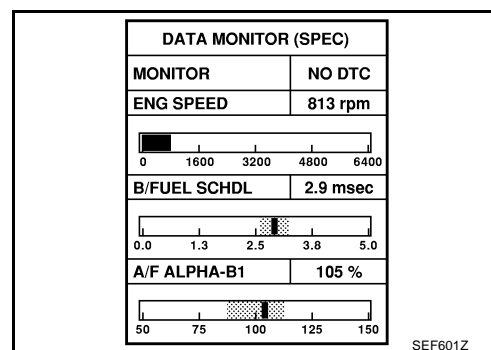 DATA MONITOR (SPEC)
MONITOR NO DTC
ENG SPEED 813 rpm
0 1600 3200 4800 6400
B/FUEL SCHDL 2.9 msec
0.0 1.3 2.5 3.8 5.0
A/F ALPHA-B1 105 %
50 75 100 125 150
SEF601Z